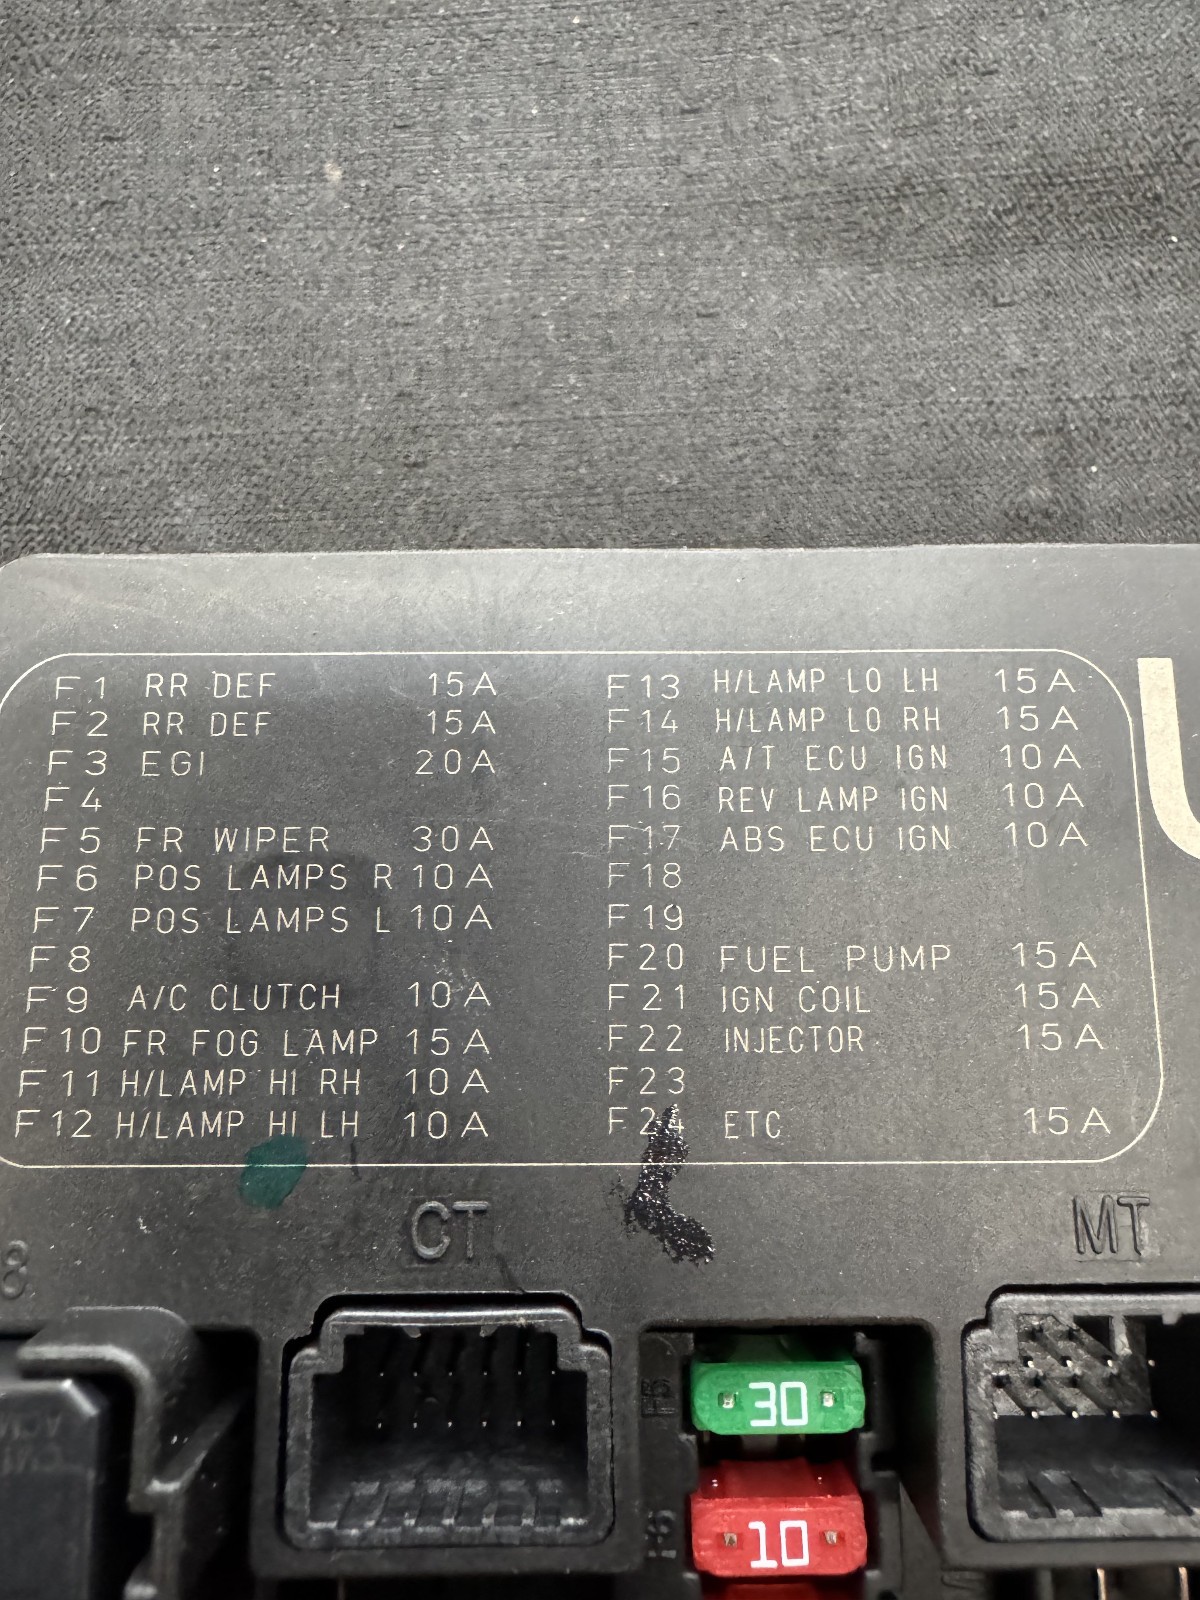 F1 RR DEF 15A
F2 RR DEF 15A
F3 EGI 20A
F4
F5 FR WIPER 30A
F6 POS LAMPS R 10A
F7 POS LAMPS L 10A
F8
F9 A/C CLUTCH 10A
F10 FR FOG LAMP 15A
F11 H/LAMP HI RH 10A
F12 H/LAMP HI LH 10A
F13 H/LAMP LO LH 15A
F14 H/LAMP LO RH 15A
F15 A/T ECU IGN 10A
F16 REV LAMP IGN 10A
F17 ABS ECU IGN 10A
F18
F19
F20 FUEL PUMP 15A
F21 IGN COIL 15A
F22 INJECTOR 15A
F23
F24 ETC 15A
8
CT
MT
F5
30
F6
10